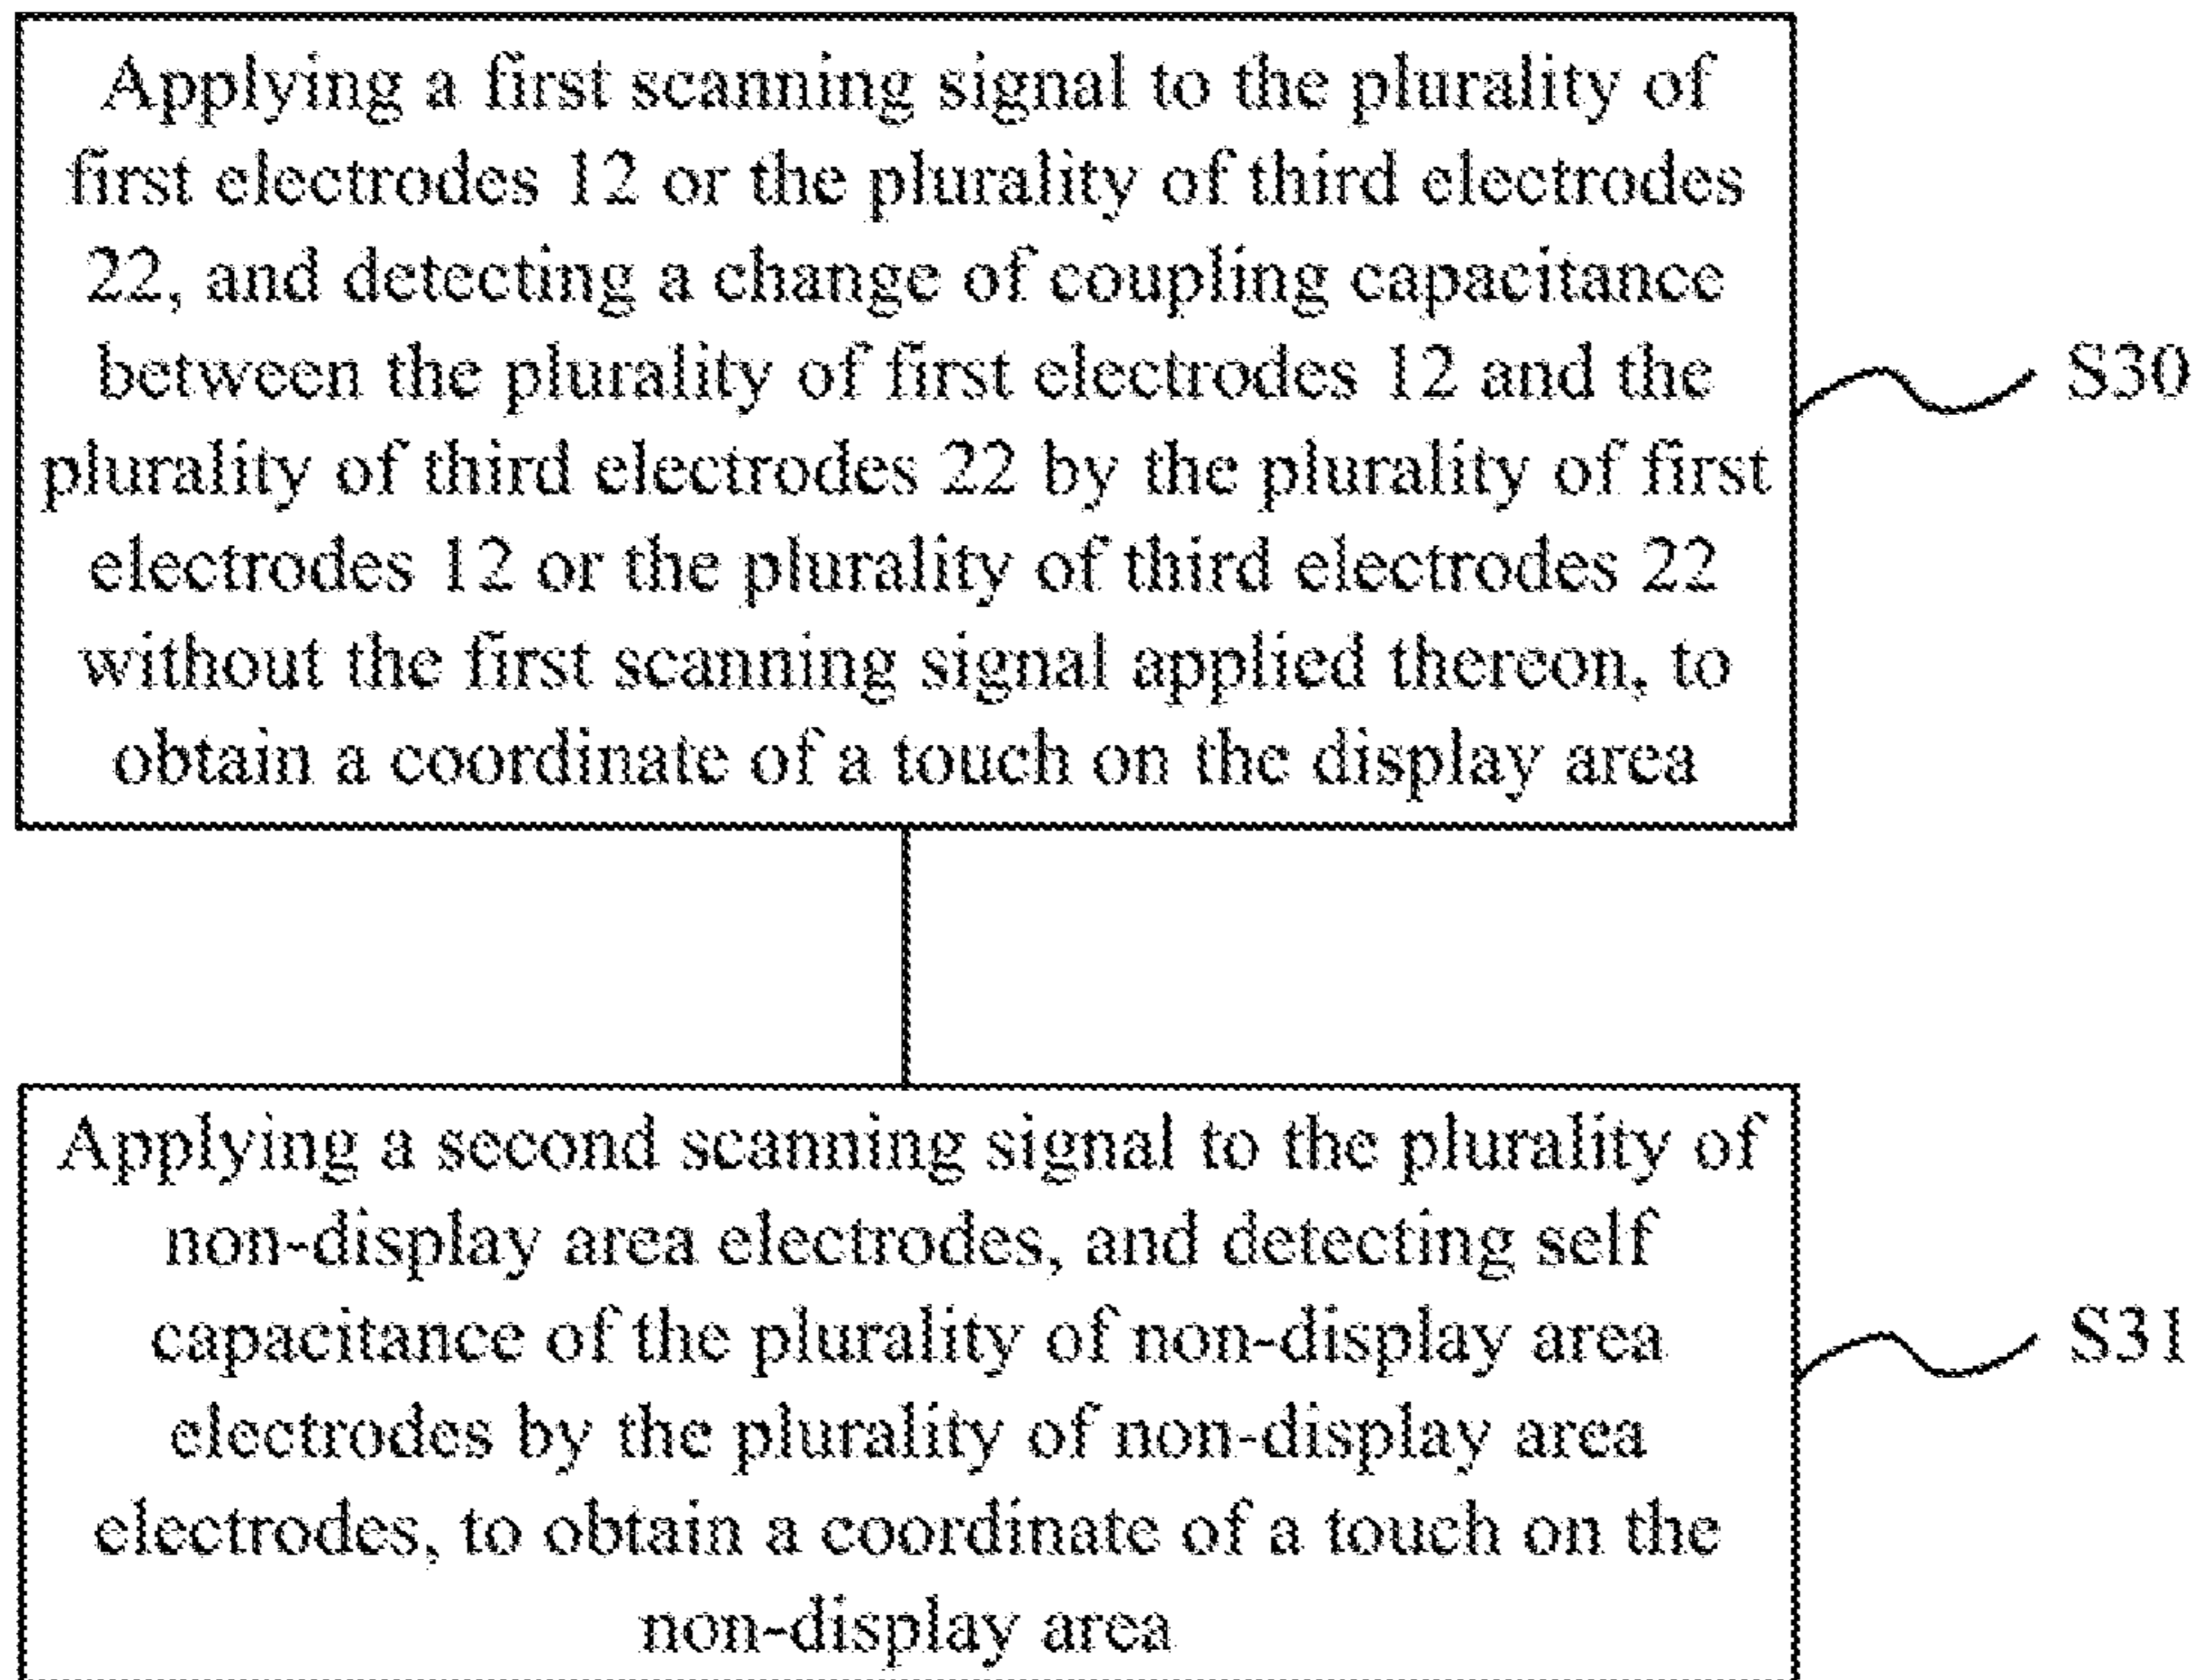 Applying a first scanning signal to the plurality of
first electrodes 12 or the plurality of third electrodes
22, and detecting a change of coupling capacitance
between the plurality of first electrodes 12 and the
plurality of third electrodes 22 by the plurality of first
electrodes 12 or the plurality of third electrodes 22
without the first scanning signal applied thereon, to
obtain a coordinate of a touch on the display area
S30
Applying a second scanning signal to the plurality of
non-display area electrodes, and detecting self
capacitance of the plurality of non-display area
electrodes by the plurality of non-display area
electrodes, to obtain a coordinate of a touch on the
non-display area
S31